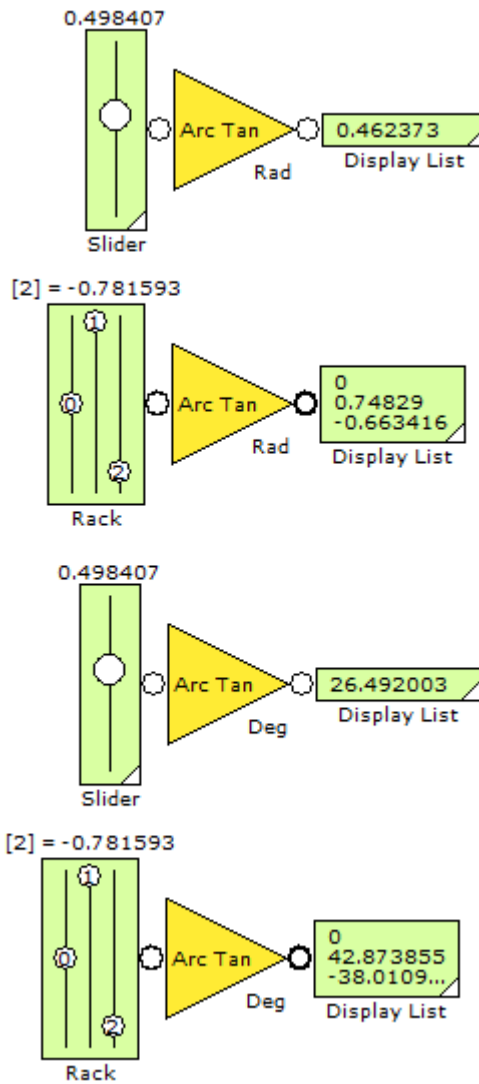 0.498407
Arc Tan
0.462373
Rad
Display List
Slider
[2] = -0.781593
1
0
2
Arc Tan
0
0.74829
-0.663416
Rad
Display List
Rack
0.498407
Arc Tan
26.492003
Deg
Display List
Slider
[2] = -0.781593
1
0
2
Arc Tan
0
42.873855
-38.0109...
Deg
Display List
Rack